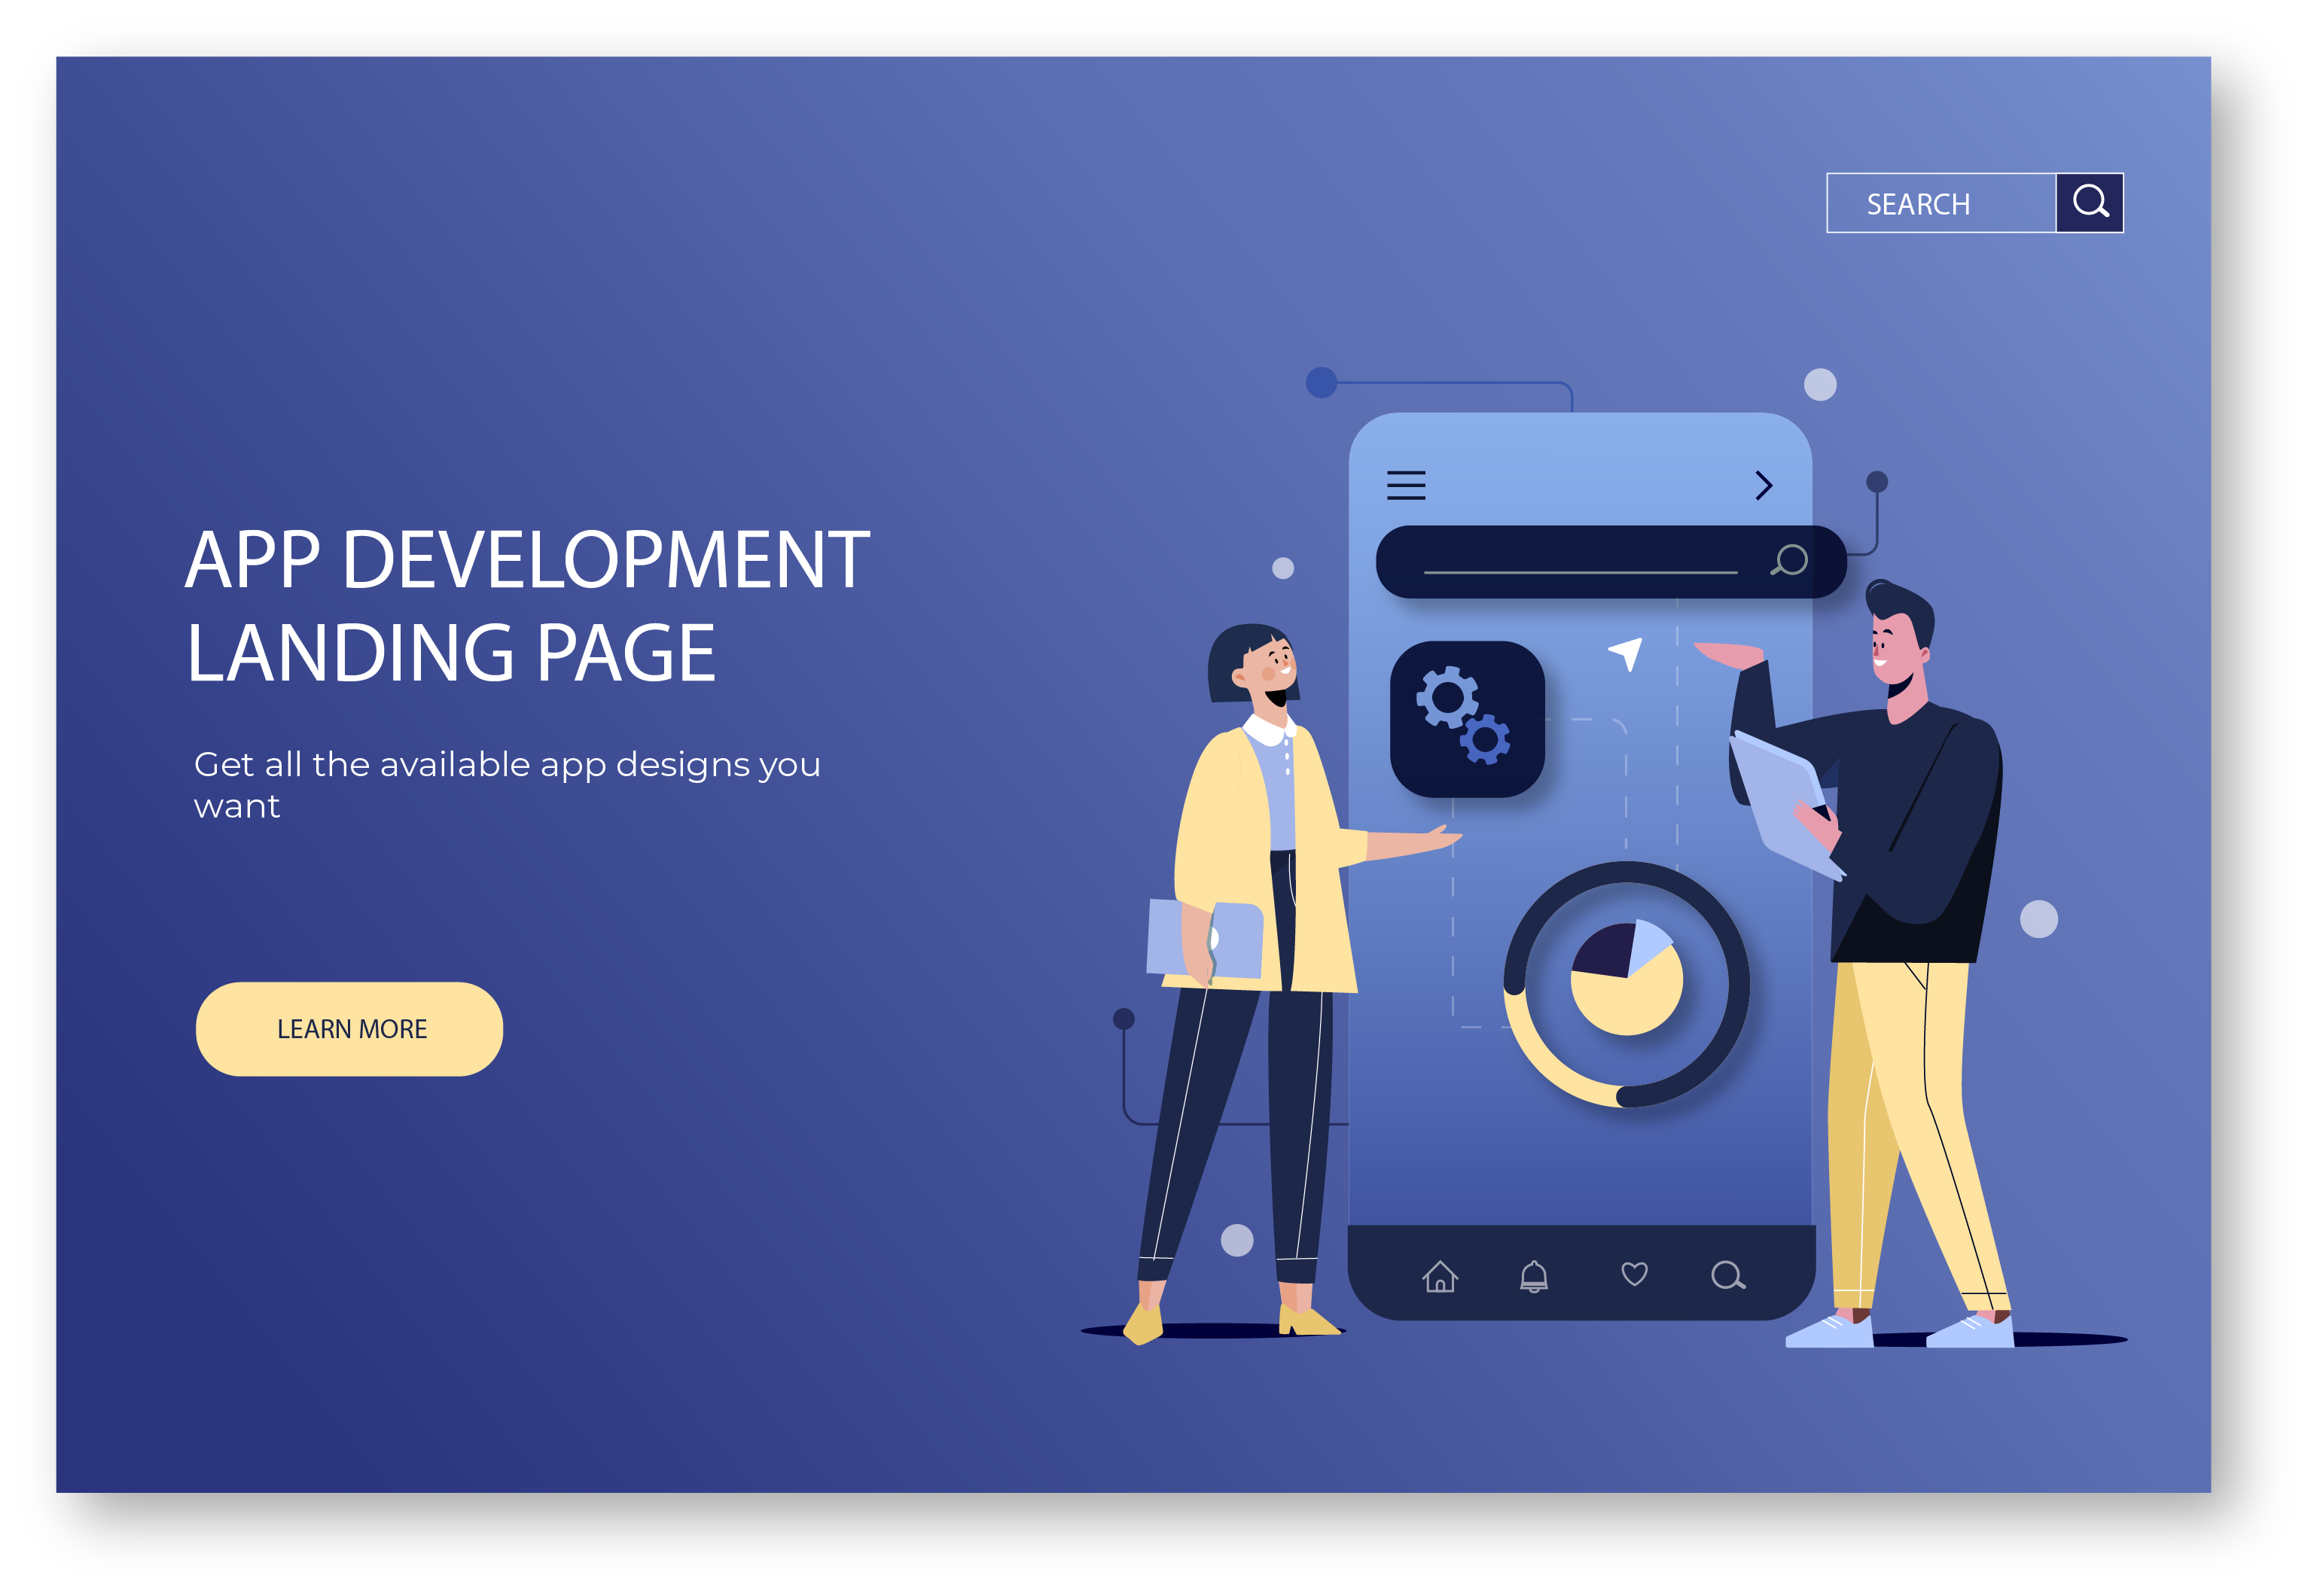 SEARCH
APP DEVELOPMENT
LANDING PAGE
Get all the available app designs you
want
LEARN MORE